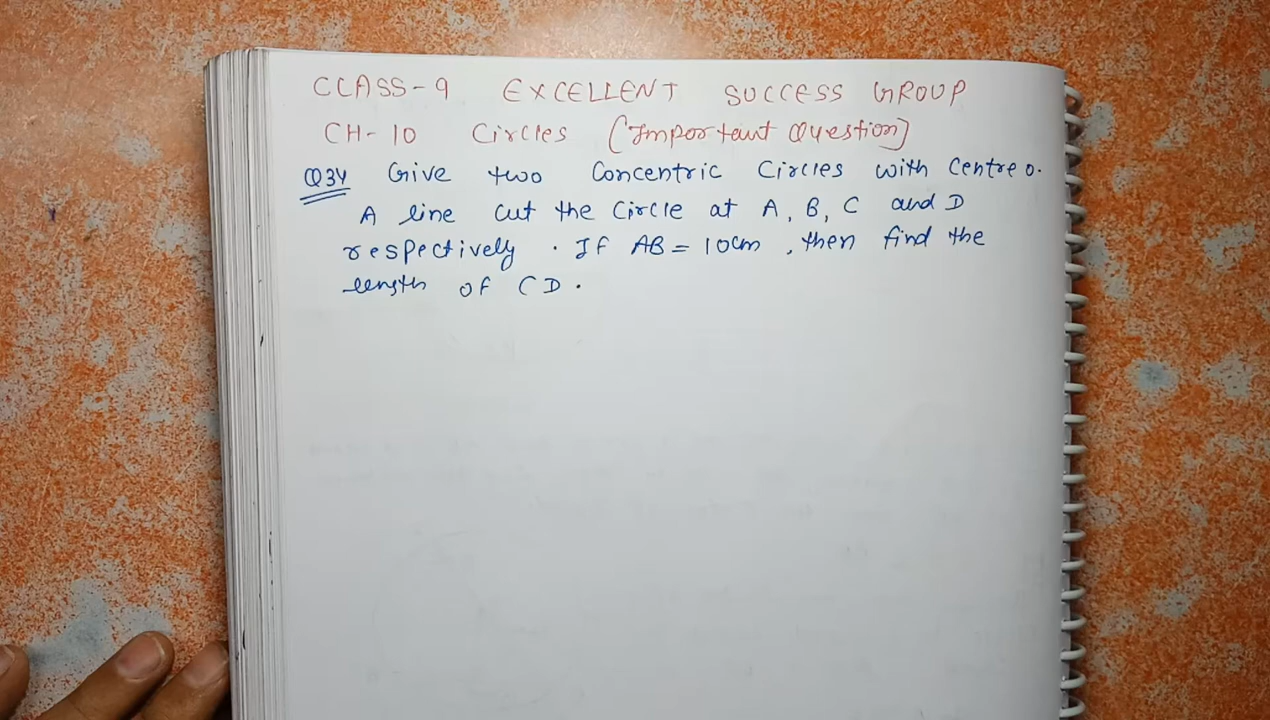 CLASS-9 EXCELLENT SUCCESS GROUP
CH-10 Circles (Important Question)
Q34 Give two Concentric Circles with Centre O.
A line cut the Circle at A, B, C and D
respectively. If AB = 10cm, then find the
length of CD.